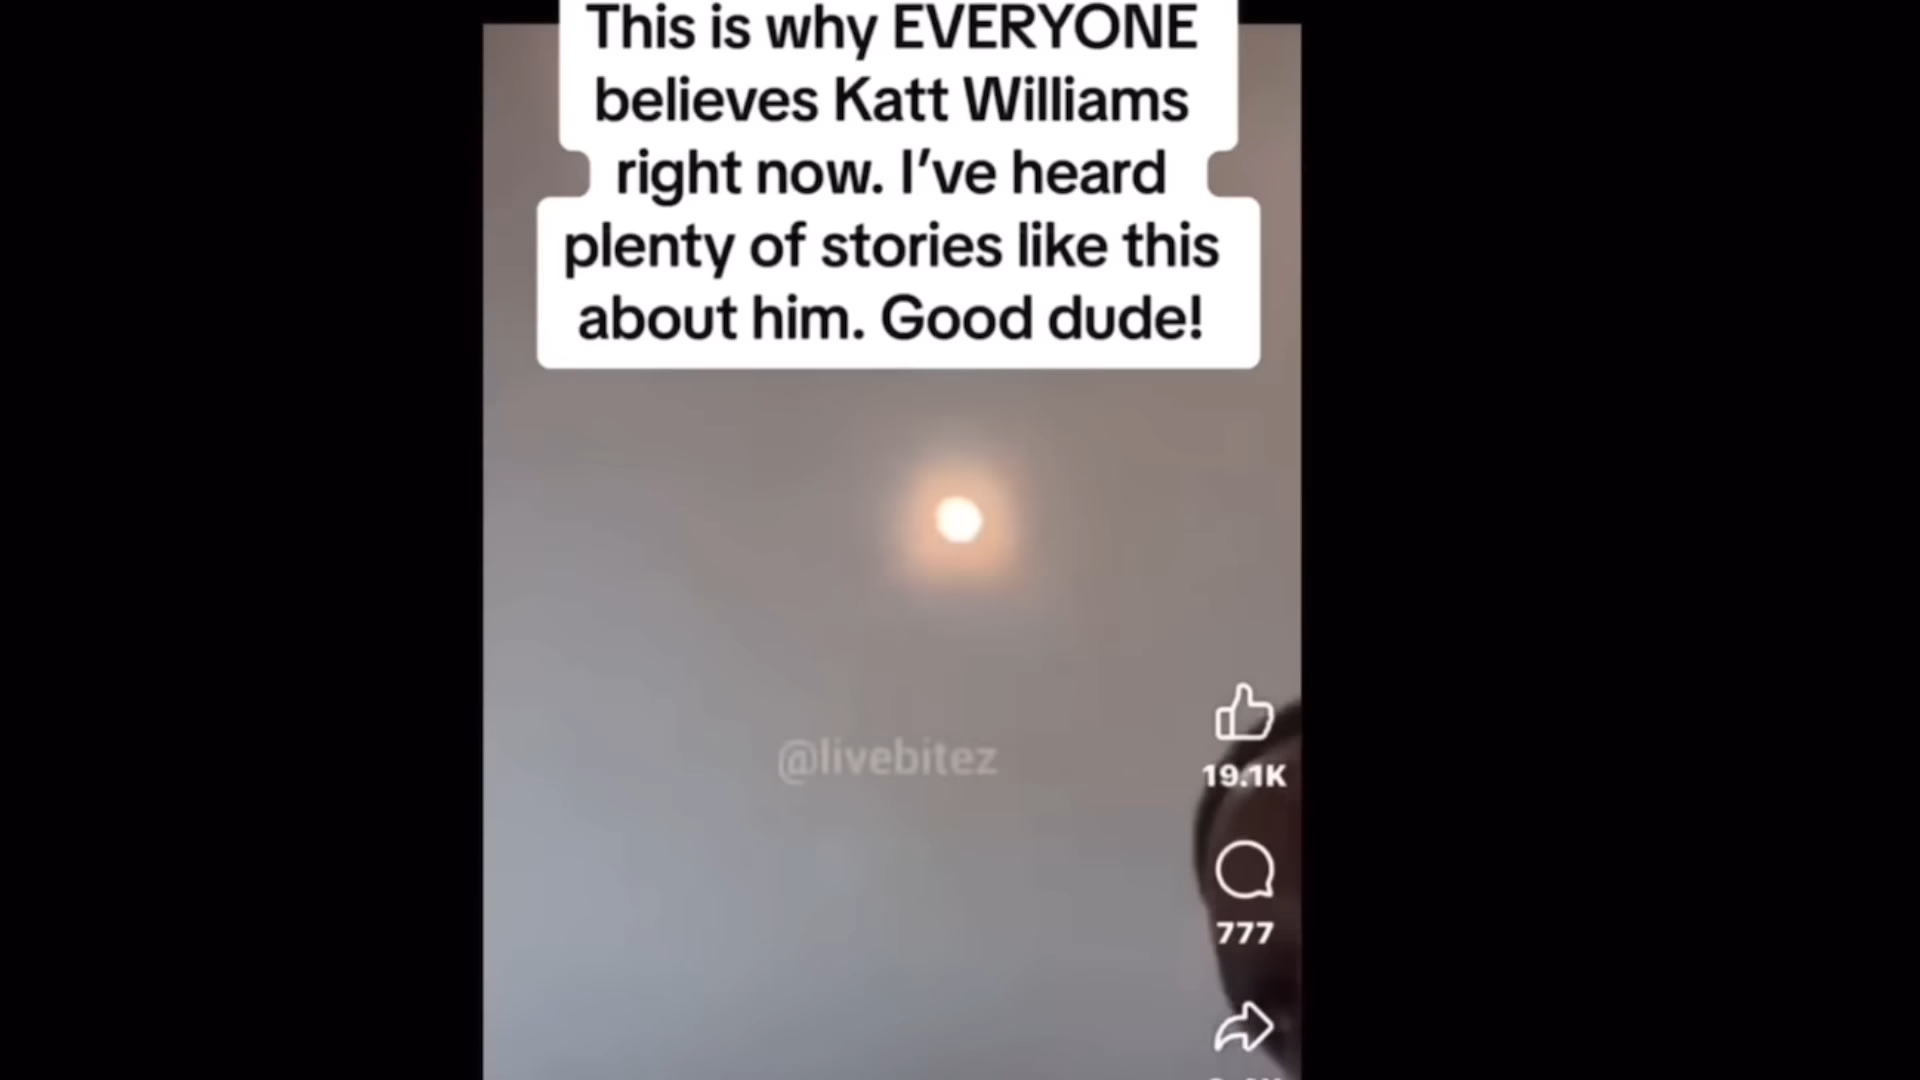 This is why EVERYONE
believes Katt Williams
right now. I’ve heard
plenty of stories like this
about him. Good dude!
@livebitez
19.1K
777